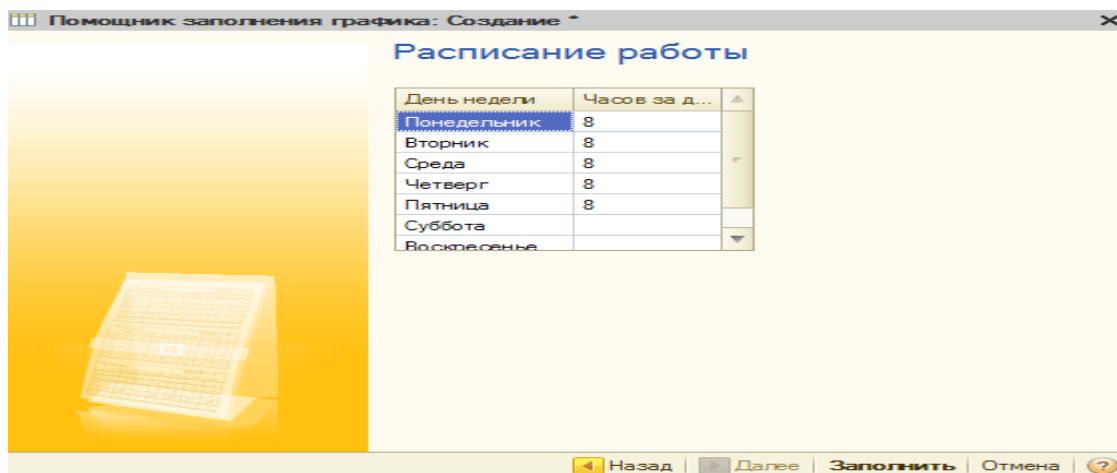 Помощник заполнения графика: Создание *
Расписание работы
День недели Часов за д...
Понедельник 8
Вторник 8
Среда 8
Четверг 8
Пятница 8
Суббота
Воскресенье
Назад Далее Заполнить Отмена ?